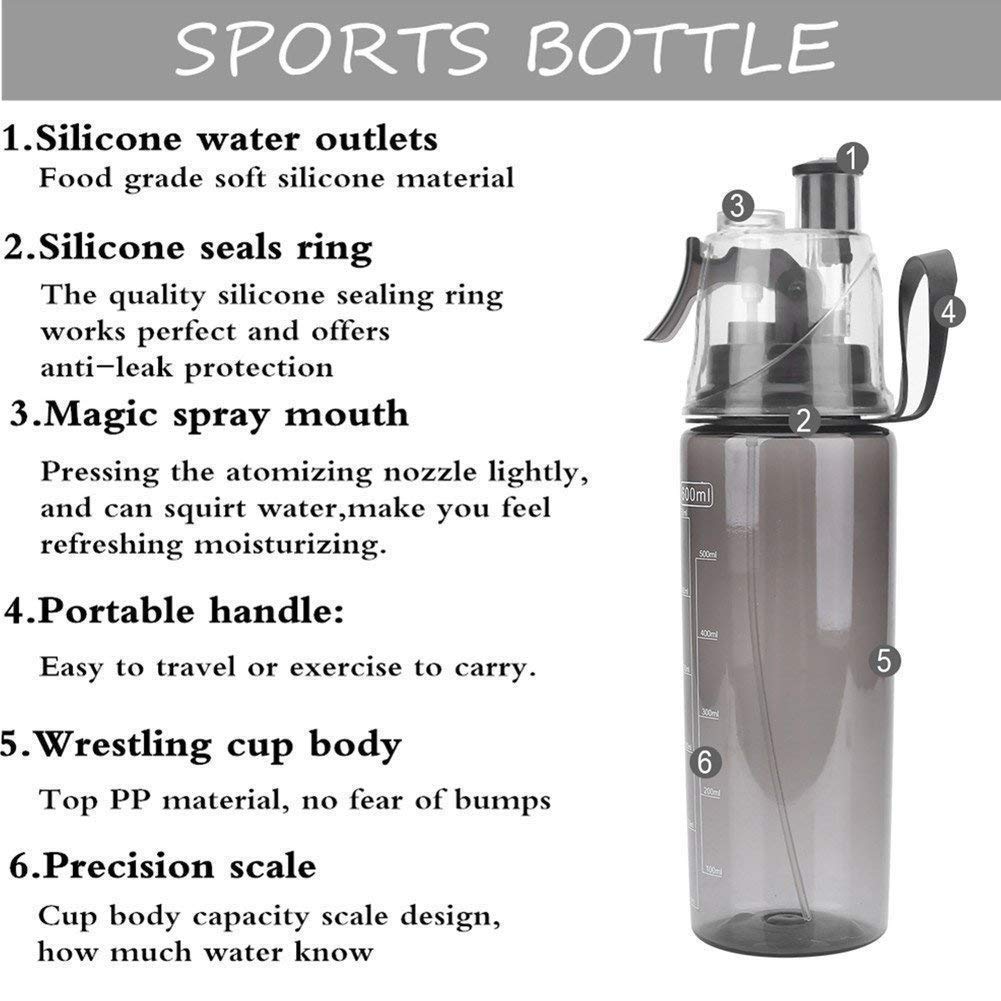 SPORTS BOTTLE
1.Silicone water outlets
Food grade soft silicone material
2.Silicone seals ring
The quality silicone sealing ring
works perfect and offers
anti-leak protection
3.Magic spray mouth
Pressing the atomizing nozzle lightly,
and can squirt water,make you feel
refreshing moisturizing.
4.Portable handle:
Easy to travel or exercise to carry.
5.Wrestling cup body
Top PP material, no fear of bumps
6.Precision scale
Cup body capacity scale design,
how much water know
1
3
4
2
600ml
500ml
400ml
5
300ml
6
200ml
100ml